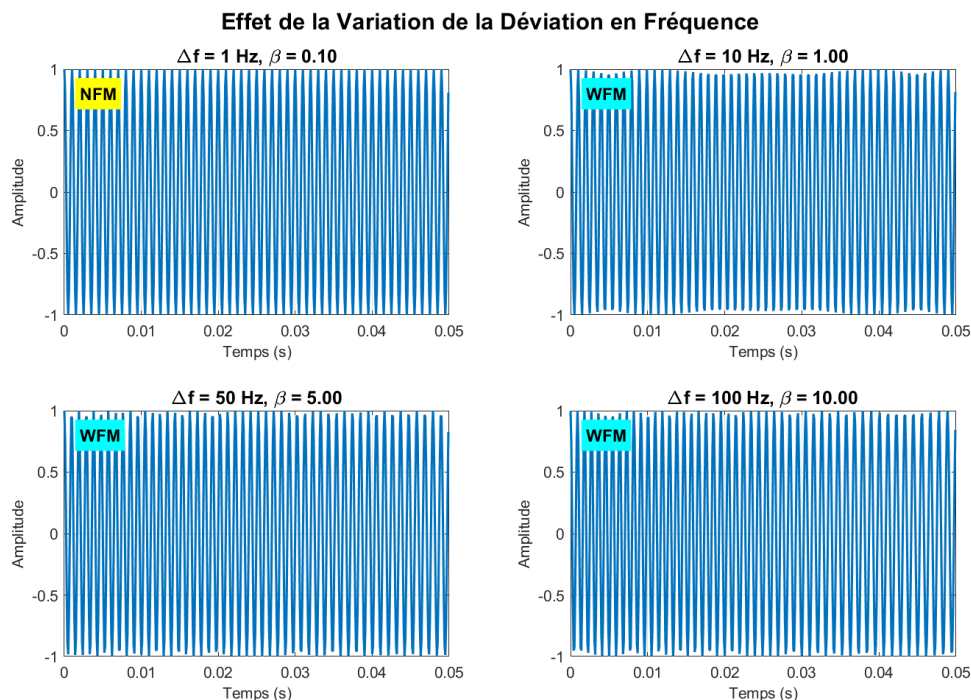 Effet de la Variation de la Déviation en Fréquence
Δf = 1 Hz, β = 0.10
NFM
1
0.5
0
-0.5
-1
Amplitude
0 0.01 0.02 0.03 0.04 0.05
Temps (s)
Δf = 10 Hz, β = 1.00
WFM
1
0.5
0
-0.5
-1
Amplitude
0 0.01 0.02 0.03 0.04 0.05
Temps (s)
Δf = 50 Hz, β = 5.00
WFM
1
0.5
0
-0.5
-1
Amplitude
0 0.01 0.02 0.03 0.04 0.05
Temps (s)
Δf = 100 Hz, β = 10.00
WFM
1
0.5
0
-0.5
-1
Amplitude
0 0.01 0.02 0.03 0.04 0.05
Temps (s)